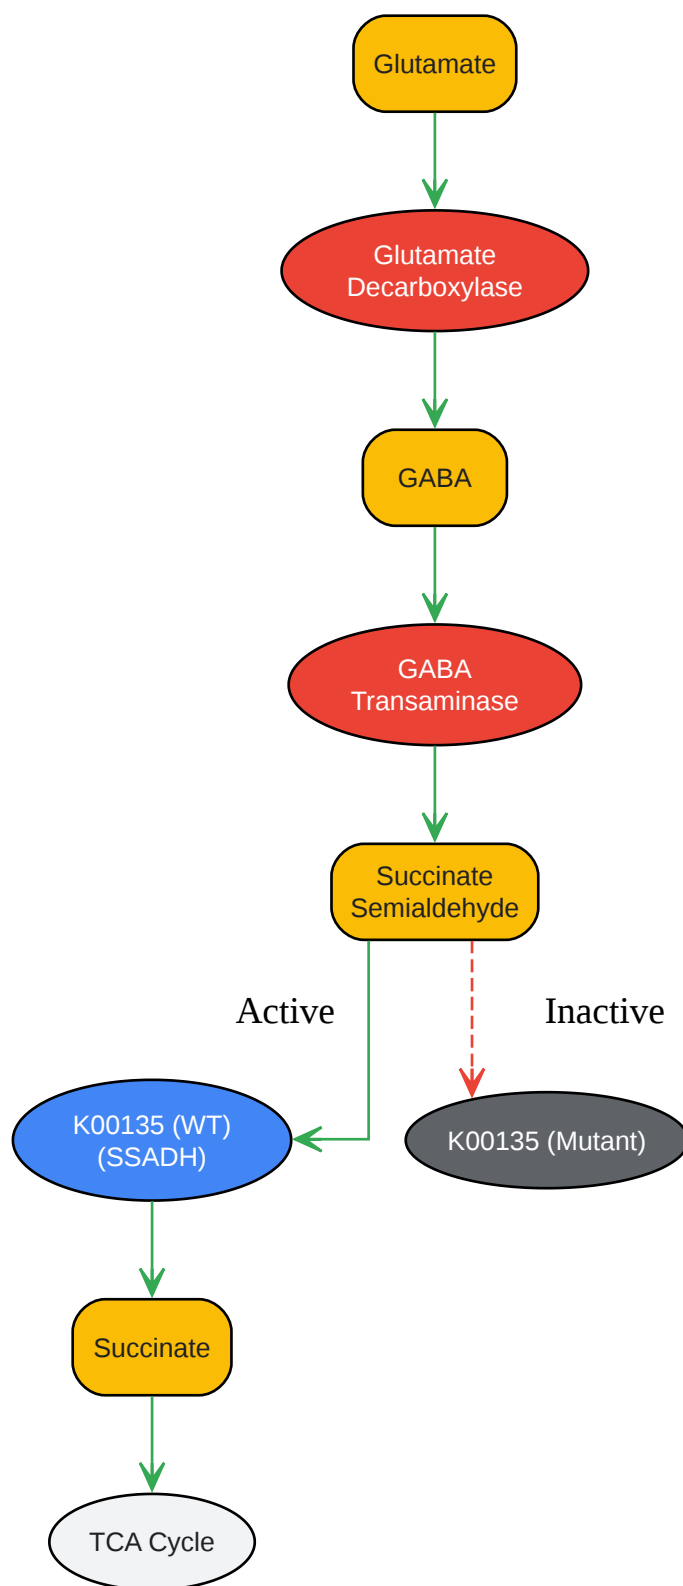 Glutamate
Glutamate
Decarboxylase
GABA
GABA
Transaminase
Succinate
Semialdehyde
Active
Inactive
K00135 (WT)
(SSADH)
K00135 (Mutant)
Succinate
TCA Cycle